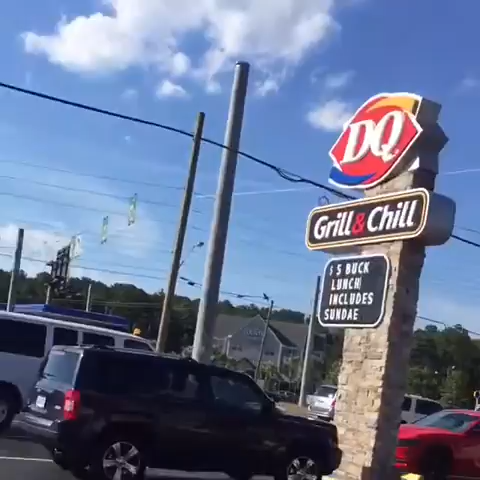 DQ
Grill & Chill
$5 BUCK
LUNCH
INCLUDES
SUNDAE